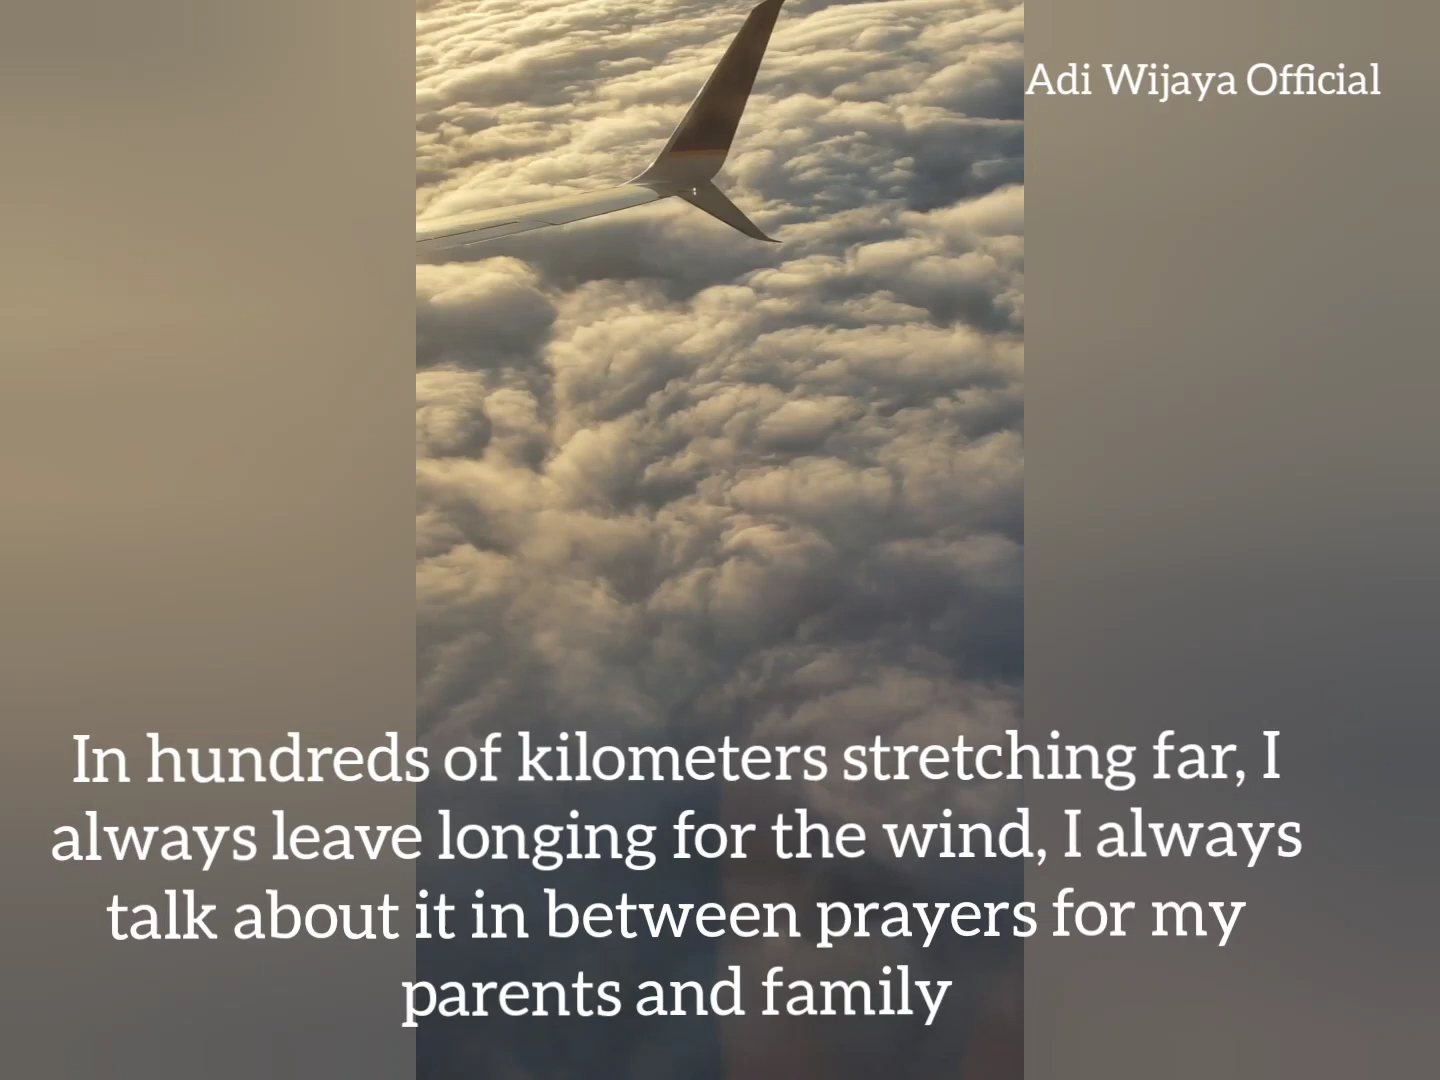 Adi Wijaya Official
In hundreds of kilometers stretching far, I
always leave longing for the wind, I always
talk about it in between prayers for my
parents and family